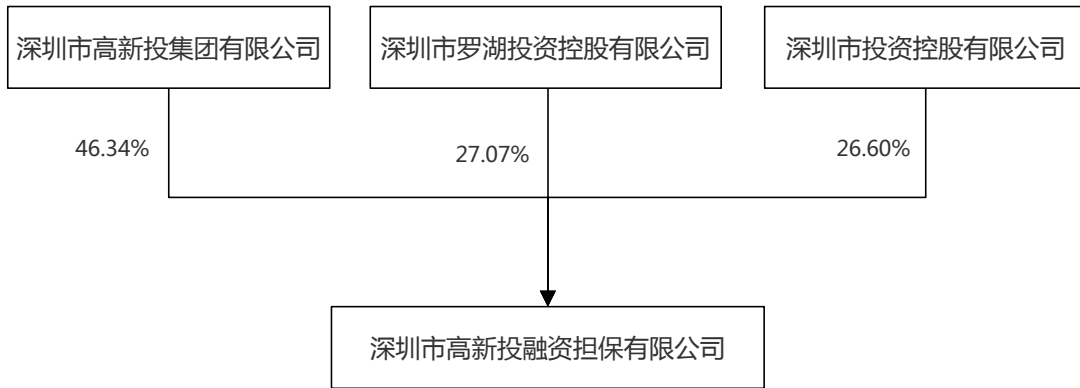 深圳市高新投集团有限公司
深圳市罗湖投资控股有限公司
深圳市投资控股有限公司
46.34%
27.07%
26.60%
深圳市高新投融资担保有限公司